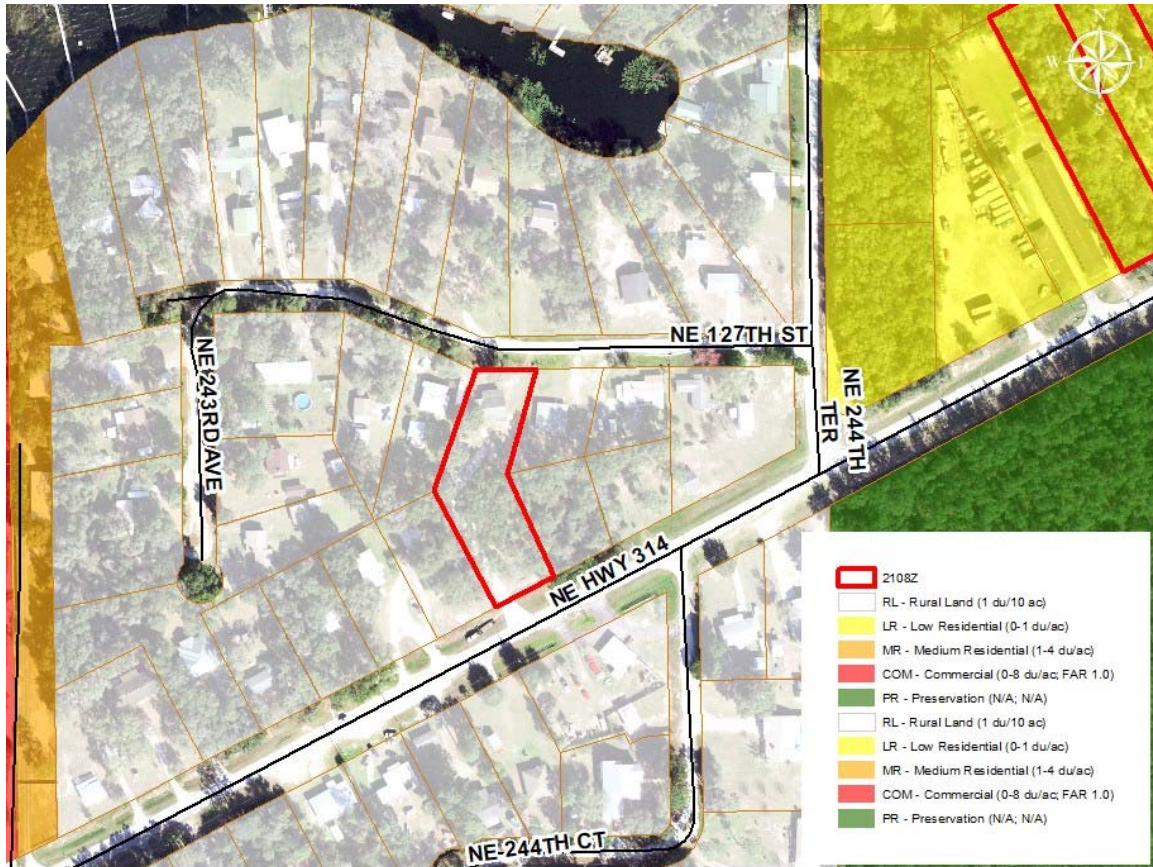 N
W
S
NE 127TH ST
NE 243RD AVE
NE 244TH
TER
NE HWY 314
NE 244TH CT
2108Z
RL - Rural Land (1 du/10 ac)
LR - Low Residential (0-1 du/ac)
MR - Medium Residential (1-4 du/ac)
COM - Commercial (0-8 du/ac; FAR 1.0)
PR - Preservation (N/A; N/A)
RL - Rural Land (1 du/10 ac)
LR - Low Residential (0-1 du/ac)
MR - Medium Residential (1-4 du/ac)
COM - Commercial (0-8 du/ac; FAR 1.0)
PR - Preservation (N/A; N/A)